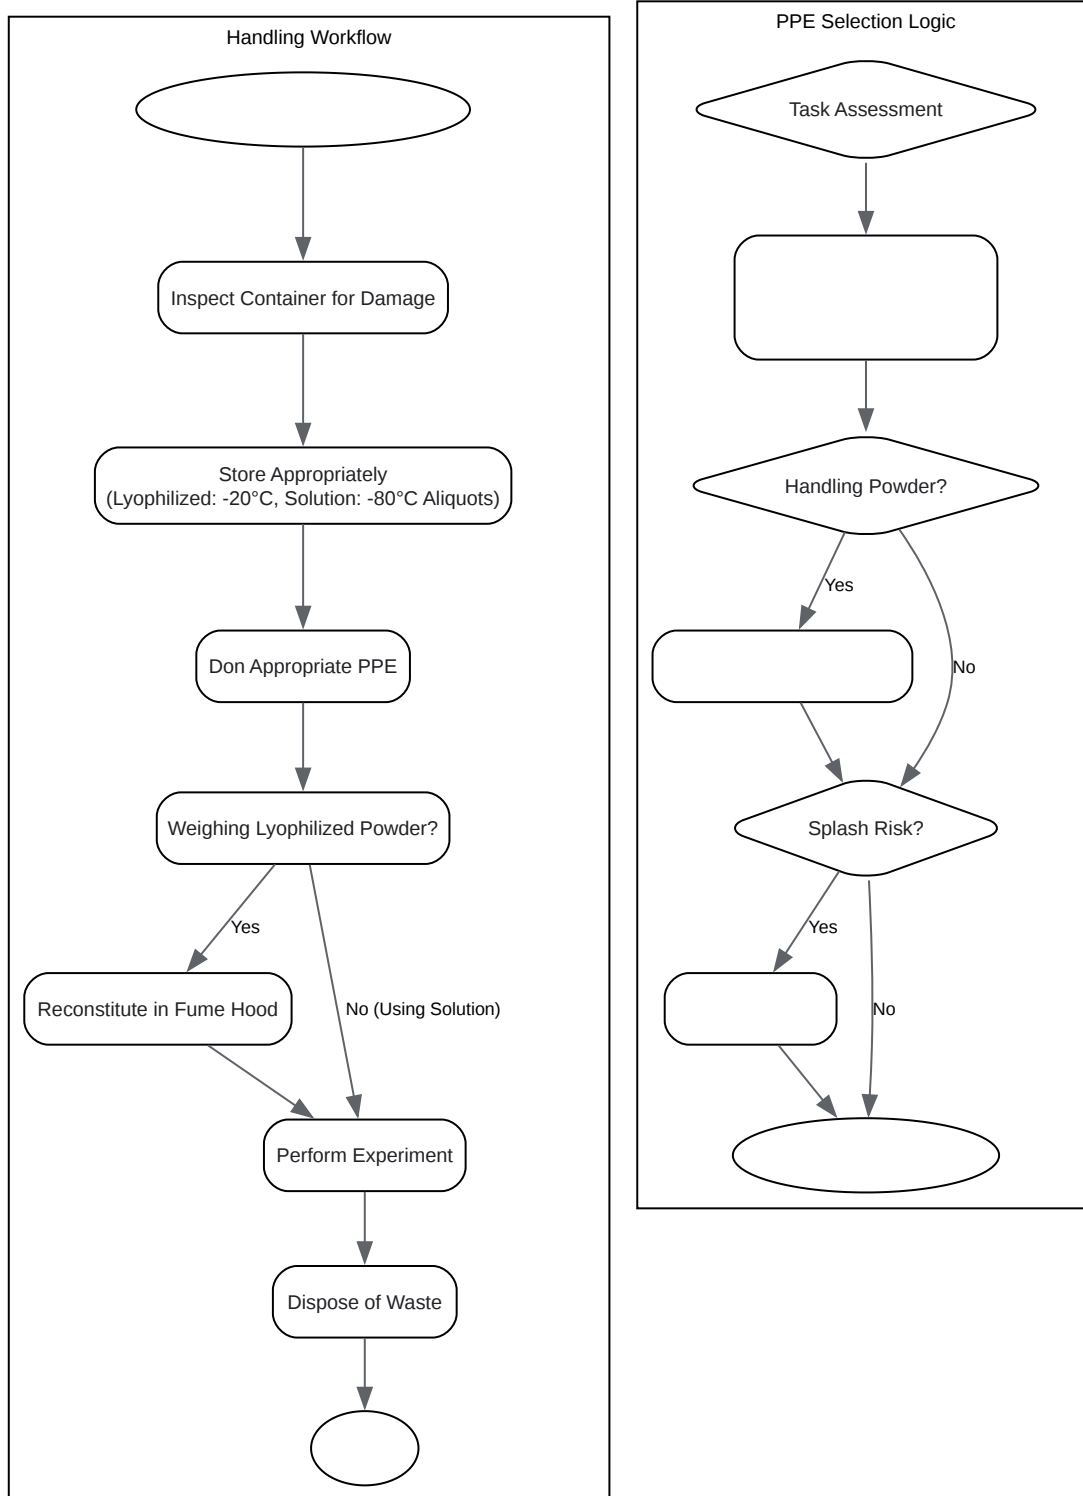 Handling Workflow
Inspect Container for Damage
Store Appropriately
(Lyophilized: -20°C, Solution: -80°C Aliquots)
Don Appropriate PPE
Weighing Lyophilized Powder?
Yes
Reconstitute in Fume Hood
No (Using Solution)
Perform Experiment
Dispose of Waste
PPE Selection Logic
Task Assessment
Handling Powder?
Yes
No
Splash Risk?
Yes
No